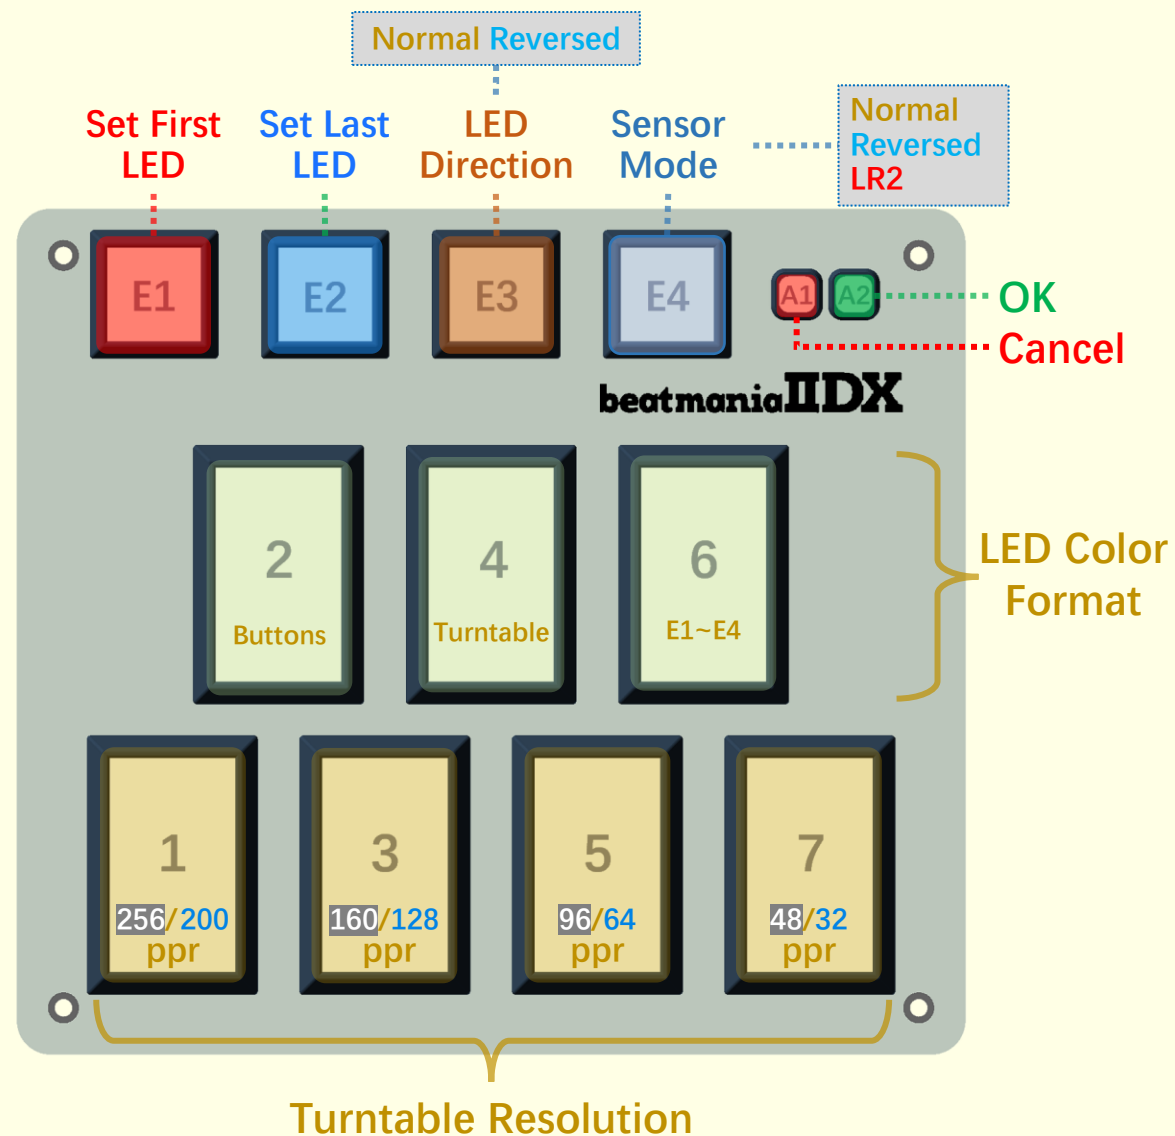 Normal Reversed
Set First
LED
Set Last
LED
LED
Direction
Sensor
Mode
Normal
Reversed
LR2
E1
E2
E3
E4
A1
A2
OK
Cancel
beatmania IIDX
2
Buttons
4
Turntable
6
E1~E4
LED Color
Format
1
256/200
ppr
3
160/128
ppr
5
96/64
ppr
7
48/32
ppr
Turntable Resolution